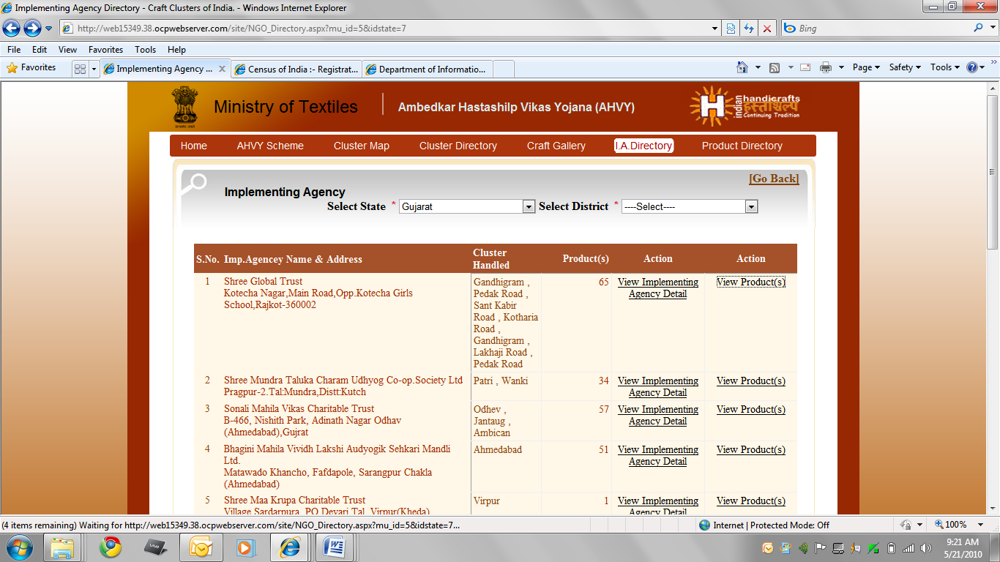 Implementing Agency Directory - Craft Clusters of India. - Windows Internet Explorer
http://web15349.38.ocpwebserver.com/site/NGO_Directory.aspx?mu_id=5&idstate=7
Bing
File Edit View Favorites Tools Help
Favorites
Implementing Agency ...
Census of India :- Registrat...
Department of Informatio...
Page Safety Tools
Ministry of Textiles
Ambedkar Hastashilp Vikas Yojana (AHVY)
indian handicrafts
हस्तशिल्प
Continuing Tradition
Home AHVY Scheme Cluster Map Cluster Directory Craft Gallery I.A.Directory Product Directory
[Go Back]
Implementing Agency
Select State * Gujarat Select District * ----Select----
S.No. Imp.Agencey Name & Address Cluster Handled Product(s) Action Action
1 Shree Global Trust
Kotecha Nagar,Main Road,Opp.Kotecha Girls
School,Rajkot-360002
Gandhigram ,
Pedak Road ,
Sant Kabir
Road , Kotharia
Road ,
Gandhigram ,
Lakhaji Road ,
Pedak Road
65
View Implementing
Agency Detail
View Product(s)
2 Shree Mundra Taluka Charam Udhyog Co-op.Society Ltd
Pragpur-2.Tal:Mundra,Distt:Kutch
Patri , Wanki
34
View Implementing
Agency Detail
View Product(s)
3 Sonali Mahila Vikas Charitable Trust
B-466, Nishith Park, Adinath Nagar Odhav
(Ahmedabad),Gujrat
Odhev ,
Jantaug ,
Ambican
57
View Implementing
Agency Detail
View Product(s)
4 Bhagini Mahila Vividh Lakshi Audyogik Sehkari Mandli
Ltd.
Matawado Khancho, Fafdapole, Sarangpur Chakla
(Ahmedabad)
Ahmedabad
51
View Implementing
Agency Detail
View Product(s)
5 Shree Maa Krupa Charitable Trust
Village Sardarpura, PO Devari Tal. Virpur(Kheda)
Virpur
1
View Implementing
Agency Detail
View Product(s)
(4 items remaining) Waiting for http://web15349.38.ocpwebserver.com/site/NGO_Directory.aspx?mu_id=5&idstate=7...
Internet | Protected Mode: Off
100%
VAIO
9:21 AM
5/21/2010